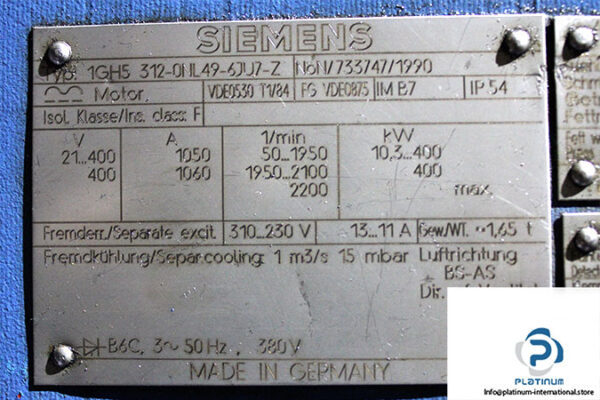 SIEMENS
Typ. 1GH5 312-0NL49-6JU7-Z No N/733747/1990
Motor VDE0530 T1/84 FG VDE0875 IM B7 IP 54
Isol. Klasse/Ins. class: F
V A 1/min kW
21...400 1050 50...1950 10,3...400
400 1060 1950...2100 400
2200 max.
Fremderr./Separate excit. 310...230 V 13...11 A Gew./WT. ~1,65 t
Fremdkühlung/Separ.cooling: 1 m3/s 15 mbar Luftrichtung
BS-AS
Dir. of
B6C, 3~ 50 Hz, 380 V
MADE IN GERMANY
PLATINUM
info@platinum-international.store